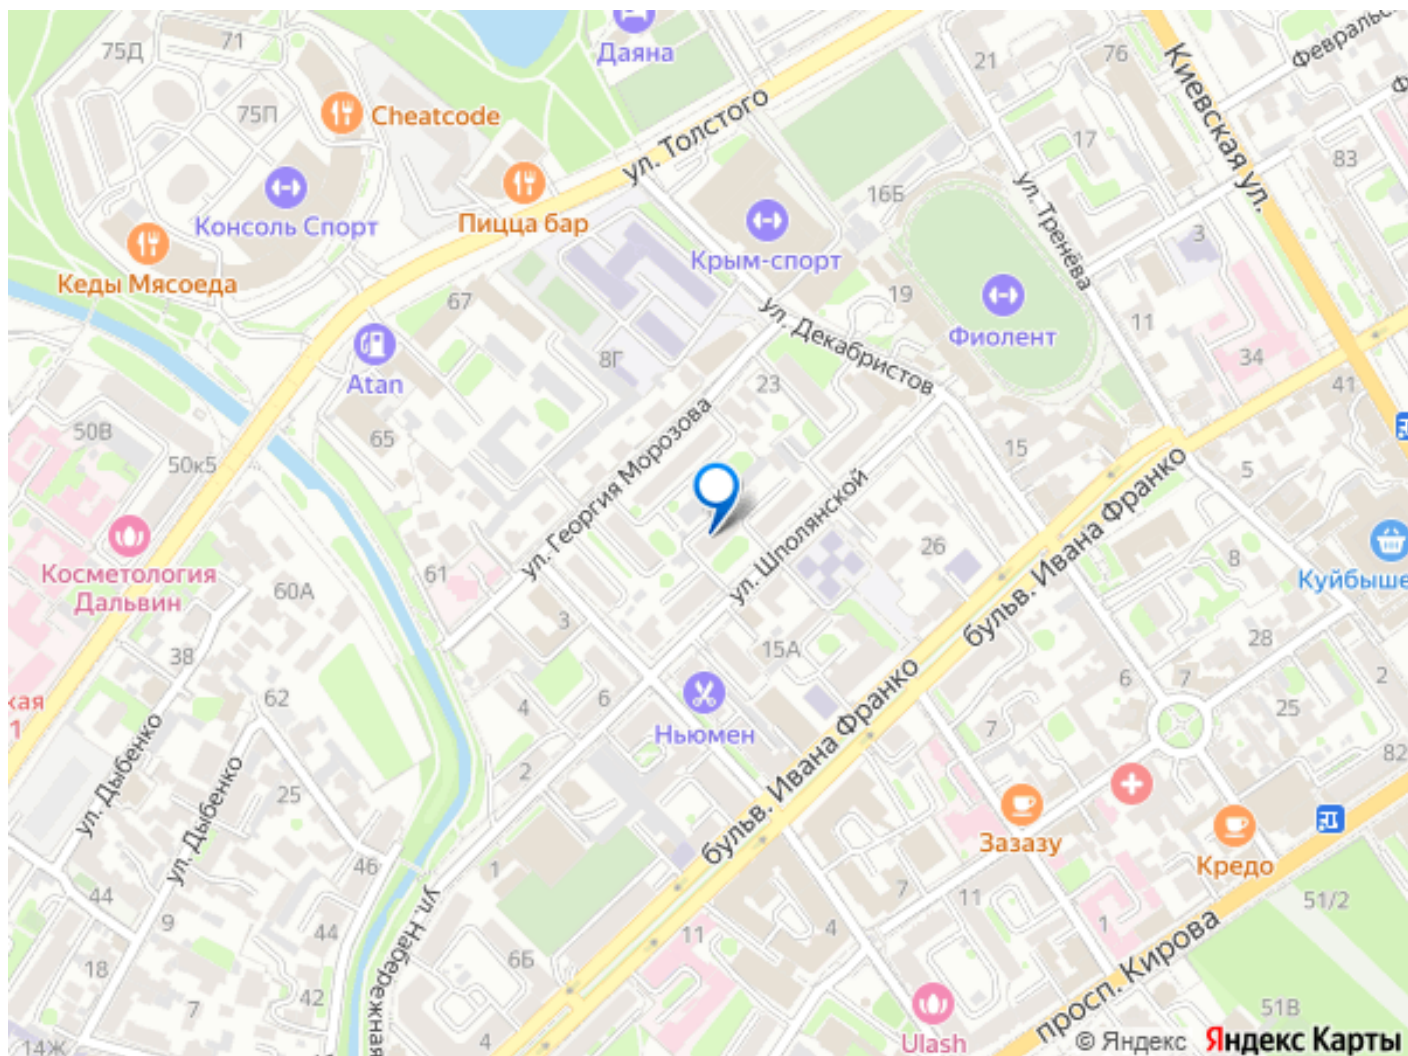 75Д
71
Даяна
21
76
Киевская ул.
Февральс
Ф
75П
Cheatcode
ул. Толстого
17
83
Консоль Спорт
Пицца бар
16Б
ул. Тренёва
3
Кеды Мясоеда
Крым-спорт
67
19
Фиолент
11
34
Atan
8Г
ул. Декабристов
23
41
50В
65
50к5
ул. Георгия Морозова
15
5
бульв. Ивана Франко
ул. Шполянской
26
8
Куйбыше
Косметология
Дальвин
60А
61
3
15А
28
38
6
7
2
кая
1
62
4
6
Ньюмен
бульв. Ивана Франко
7
25
ул. Дыбенко
ул. Дыбенко
25
2
82
Зазазу
Кредо
46
1
44
9
ул. Набережная
7
11
51/2
44
18
6Б
11
4
1
просп. Кирова
7
42
51В
14Ж
4
Ulash
© Яндекс Яндекс Карты